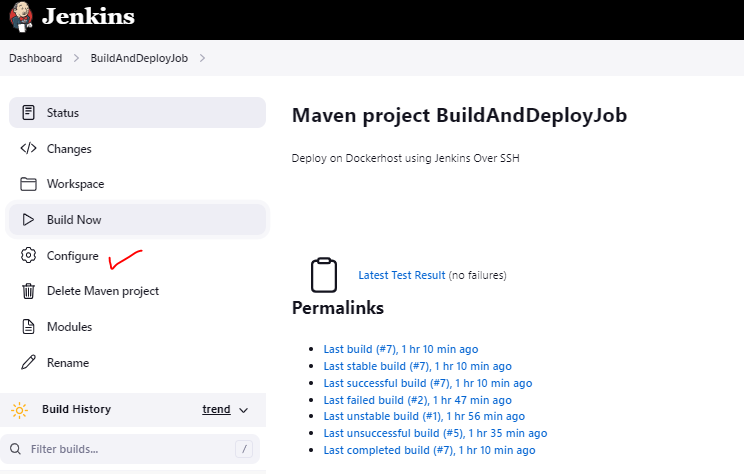 Jenkins
Dashboard > BuildAndDeployJob >
Status
Changes
Workspace
Build Now
Configure
Delete Maven project
Modules
Rename
Build History trend
Filter builds... /
Maven project BuildAndDeployJob
Deploy on Dockerhost using Jenkins Over SSH
Latest Test Result (no failures)
Permalinks
Last build (#7), 1 hr 10 min ago
Last stable build (#7), 1 hr 10 min ago
Last successful build (#7), 1 hr 10 min ago
Last failed build (#2), 1 hr 47 min ago
Last unstable build (#1), 1 hr 56 min ago
Last unsuccessful build (#5), 1 hr 35 min ago
Last completed build (#7), 1 hr 10 min ago